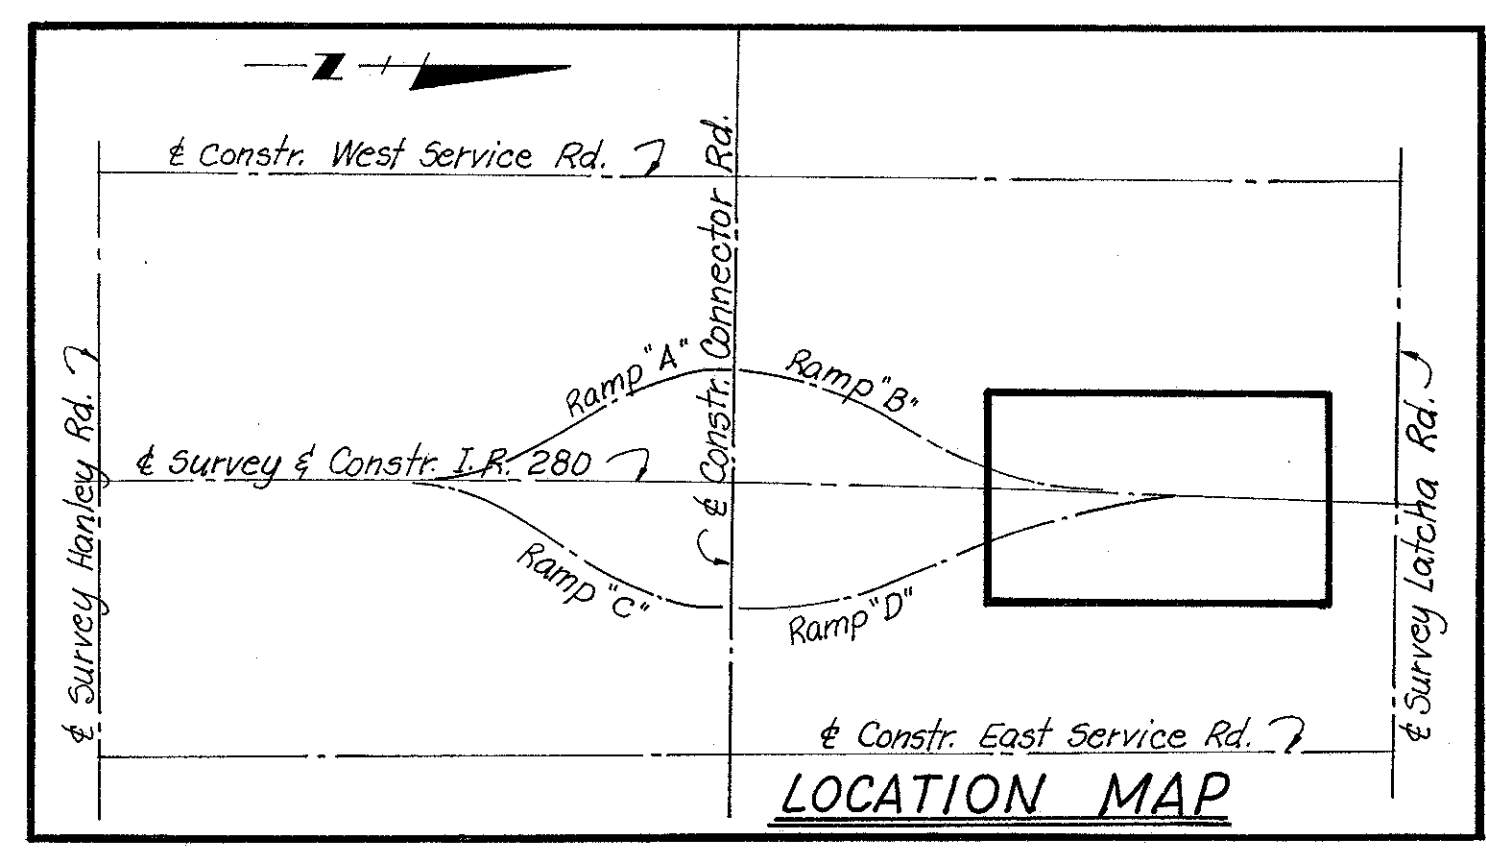 N
℄ Constr. West Service Rd.
℄ Constr. Connector Rd.
Ramp "A"
Ramp "B"
℄ Survey & Constr. I.R. 280
℄ Survey Hanley Rd.
℄ Survey Latcha Rd.
Ramp "C"
Ramp "D"
℄ Constr. East Service Rd.
LOCATION MAP